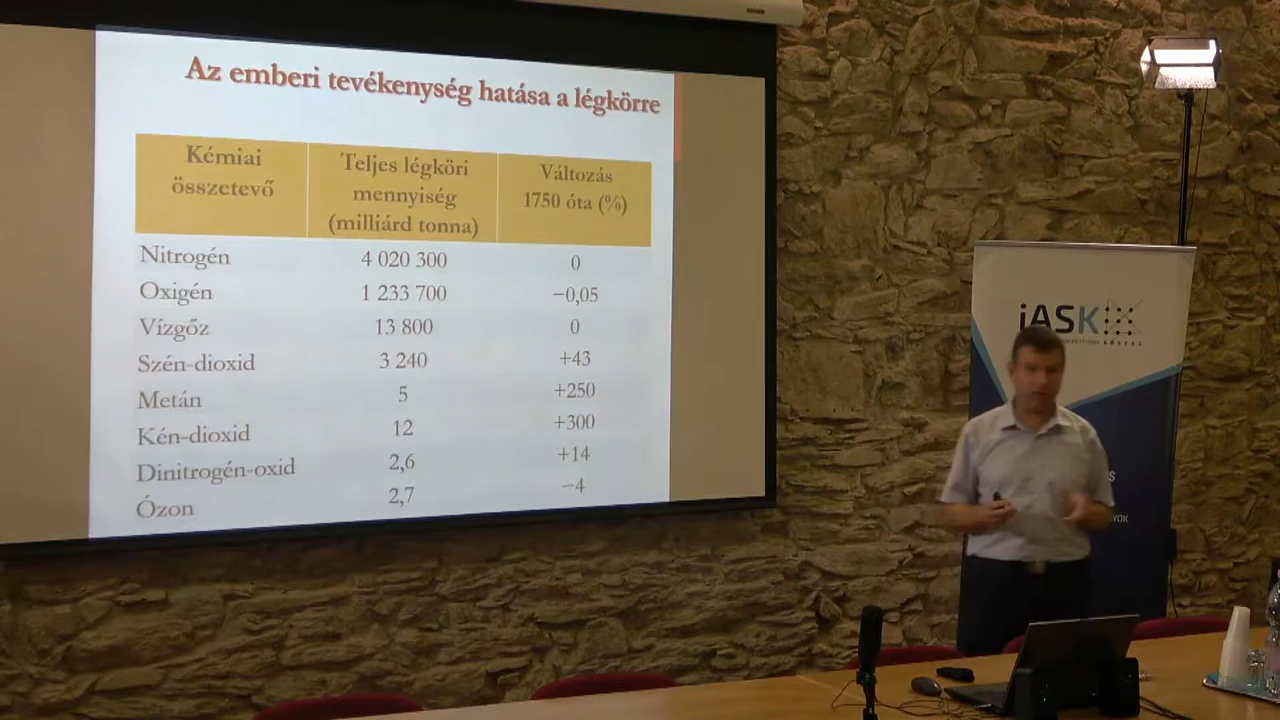 Az emberi tevékenység hatása a légkörre
Kémiai
összetevő
Teljes légköri
mennyiség
(milliárd tonna)
Változás
1750 óta (%)
Nitrogén 4 020 300 0
Oxigén 1 233 700 −0,05
Vízgőz 13 800 0
Szén-dioxid 3 240 +43
Metán 5 +250
Kén-dioxid 12 +300
Dinitrogén-oxid 2,6 +14
Ózon 2,7 −4
iASK
KŐSZEG